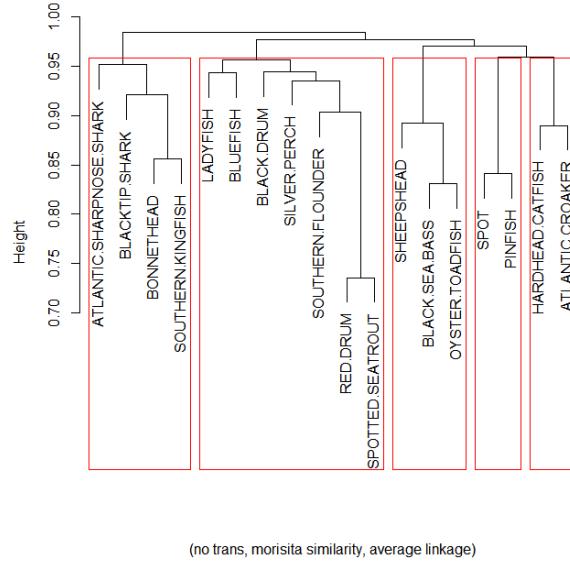 1.00
0.95
0.90
0.85
0.80
0.75
0.70
Height
ATLANTIC.SHARPNOSE.SHARK
BLACKTIP.SHARK
BONNETHEAD
SOUTHERN.KINGFISH
LADYFISH
BLUEFISH
BLACK.DRUM
SILVER.PERCH
SOUTHERN.FLOUNDER
RED.DRUM
SPOTTED.SEATROUT
SHEEPSHEAD
BLACK.SEA.BASS
OYSTER.TOADFISH
SPOT
PINFISH
HARDHEAD.CATFISH
ATLANTIC.CROAKER
(no trans, morisita similarity, average linkage)